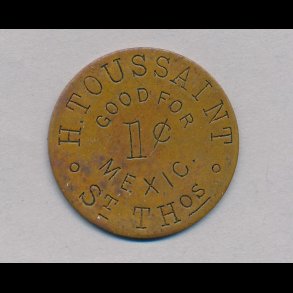 H. TOUSSAINT
GOOD FOR
1¢
MEXIC.
ST. THOS